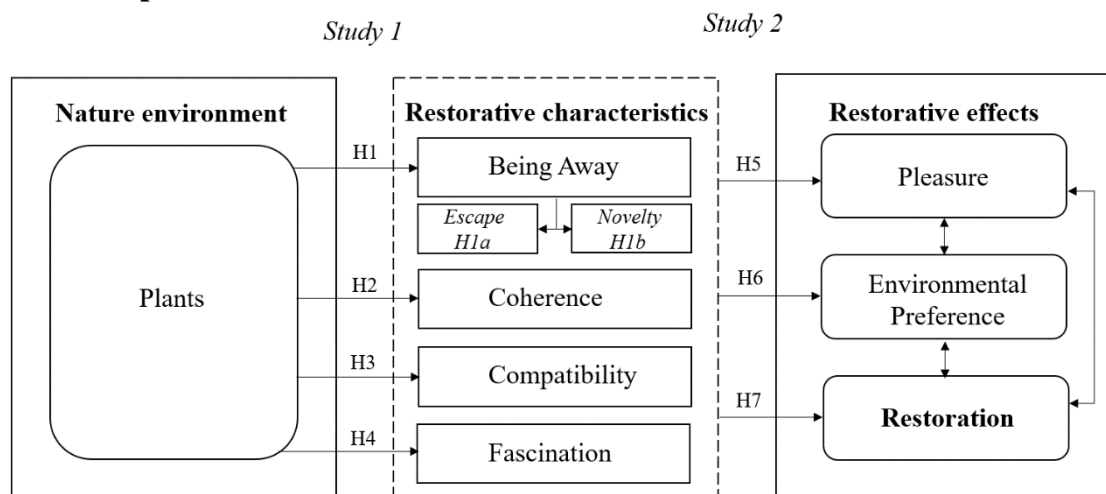 Study 1
Study 2
Nature environment
Restorative characteristics
Restorative effects
H1
Being Away
H5
Pleasure
Escape
H1a
Novelty
H1b
Plants
H2
Coherence
H6
Environmental
Preference
H3
Compatibility
H7
Restoration
H4
Fascination